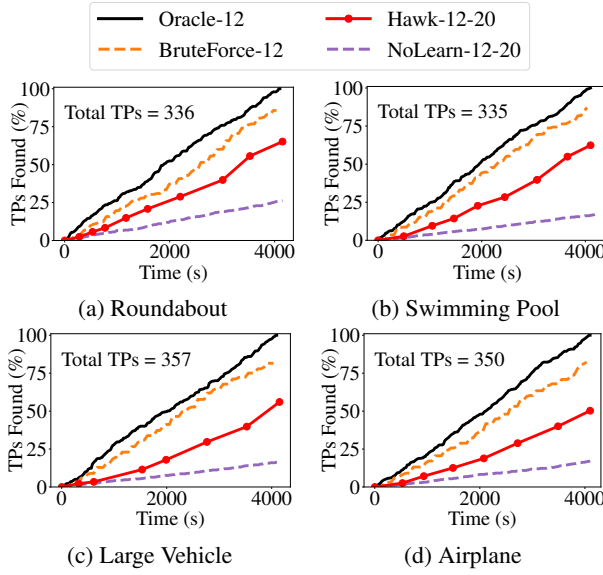 Oracle-12 Hawk-12-20
BruteForce-12 NoLearn-12-20
TPs Found (%)
100
75
50
25
0
Total TPs = 336
0 2000 4000
Time (s)
(a) Roundabout
TPs Found (%)
100
75
50
25
0
Total TPs = 335
0 2000 4000
Time (s)
(b) Swimming Pool
TPs Found (%)
100
75
50
25
0
Total TPs = 357
0 2000 4000
Time (s)
(c) Large Vehicle
TPs Found (%)
100
75
50
25
0
Total TPs = 350
0 2000 4000
Time (s)
(d) Airplane